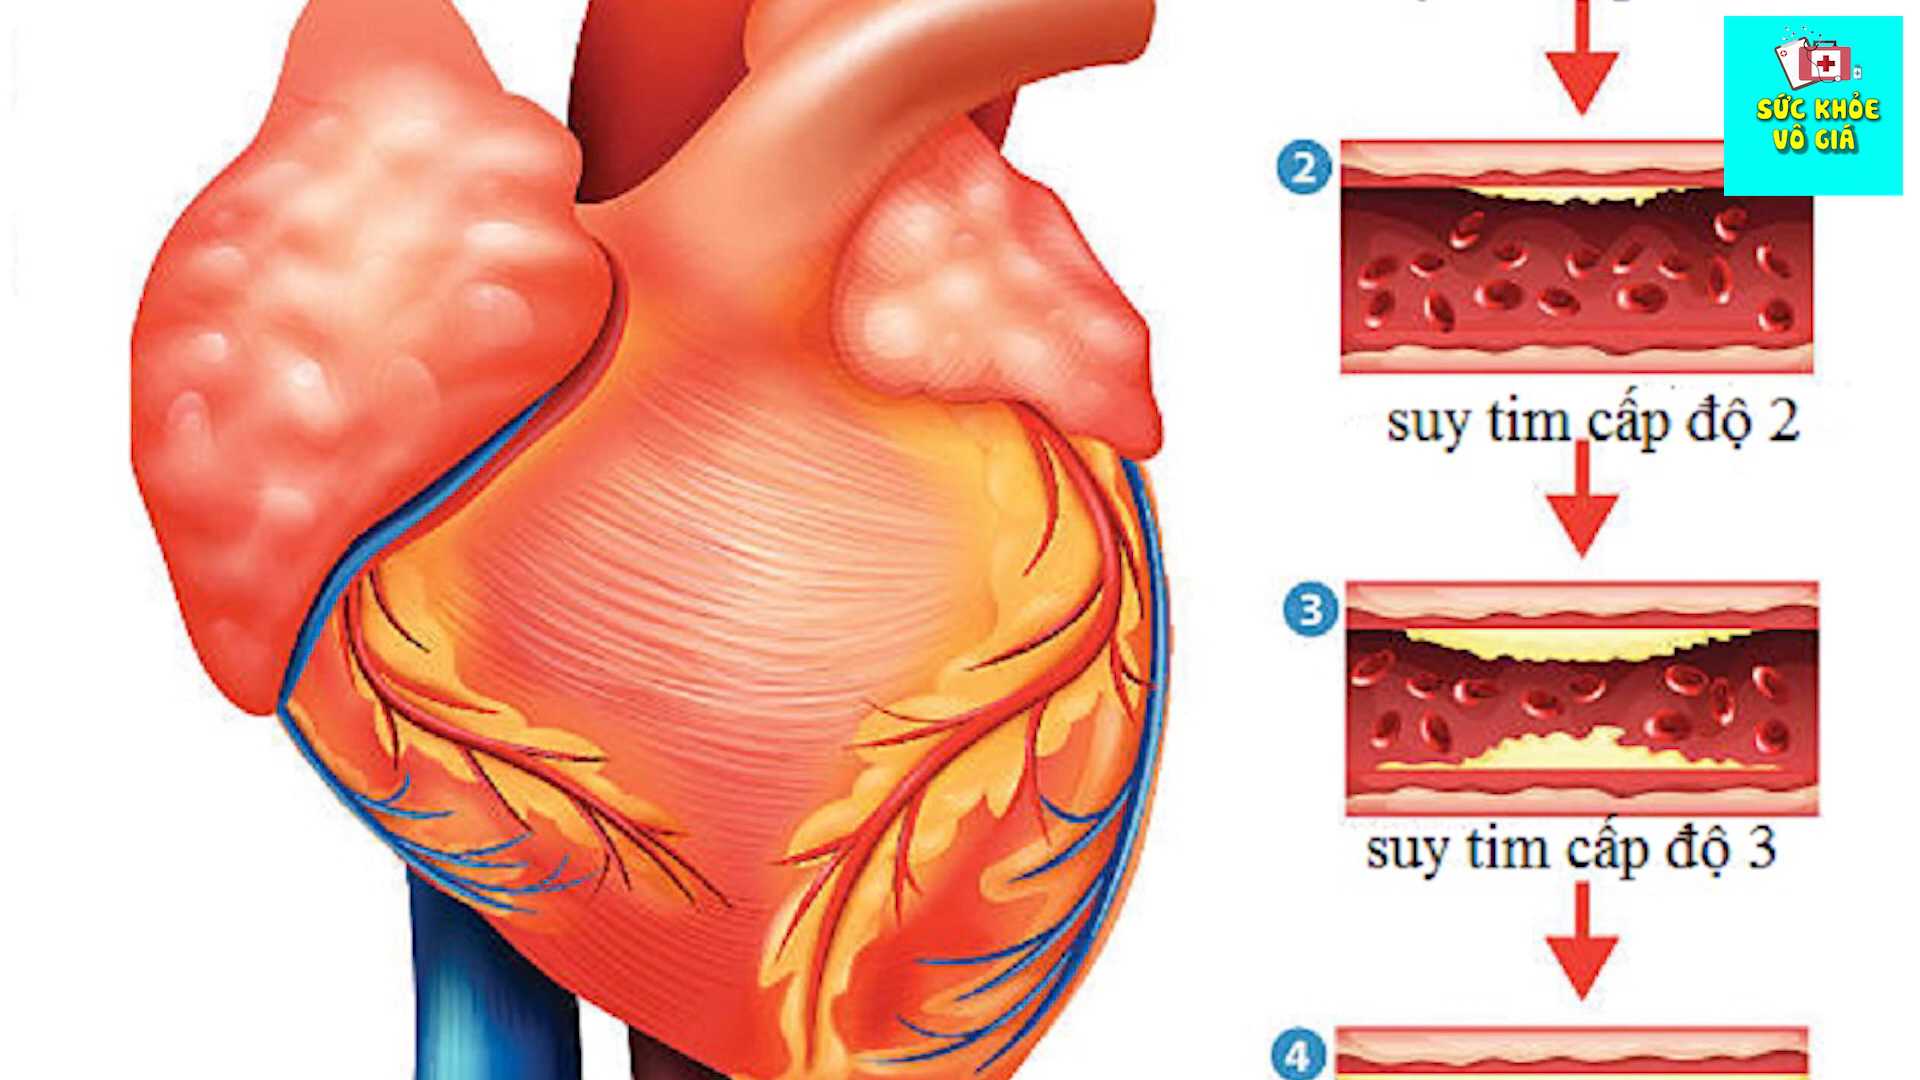 SỨC KHỎE
VÔ GIÁ
2
suy tim cấp độ 2
3
suy tim cấp độ 3
4